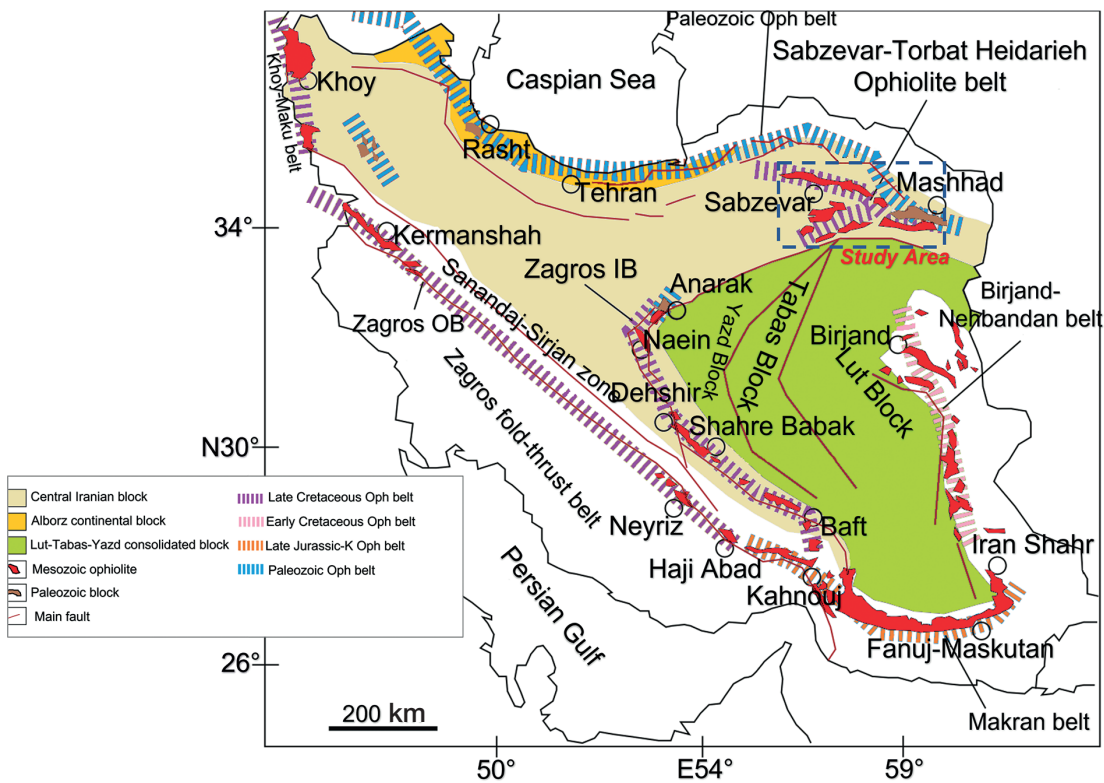 Paleozoic Oph belt
Sabzevar-Torbat Heidarieh
Ophiolite belt
Caspian Sea
Khoy
Khoy-Maku belt
Rasht
Tehran
Mashhad
Sabzevar
34°
Kermanshah
Study Area
Zagros IB
Anarak
Sanandaj-Sirjan zone
Birjand-
Nehbandan belt
Zagros OB
Naein
Yazd Block
Tabas Block
Birjand
Lut Block
Zagros fold-thrust belt
Dehshir
Shahre Babak
N30°
Neyriz
Baft
Iran Shahr
Haji Abad
Kahnouj
Persian Gulf
Fanuj-Maskutan
26°
Makran belt
200 km
50°
E54°
59°
Central Iranian block
Alborz continental block
Lut-Tabas-Yazd consolidated block
Mesozoic ophiolite
Paleozoic block
Main fault
Late Cretaceous Oph belt
Early Cretaceous Oph belt
Late Jurassic-K Oph belt
Paleozoic Oph belt